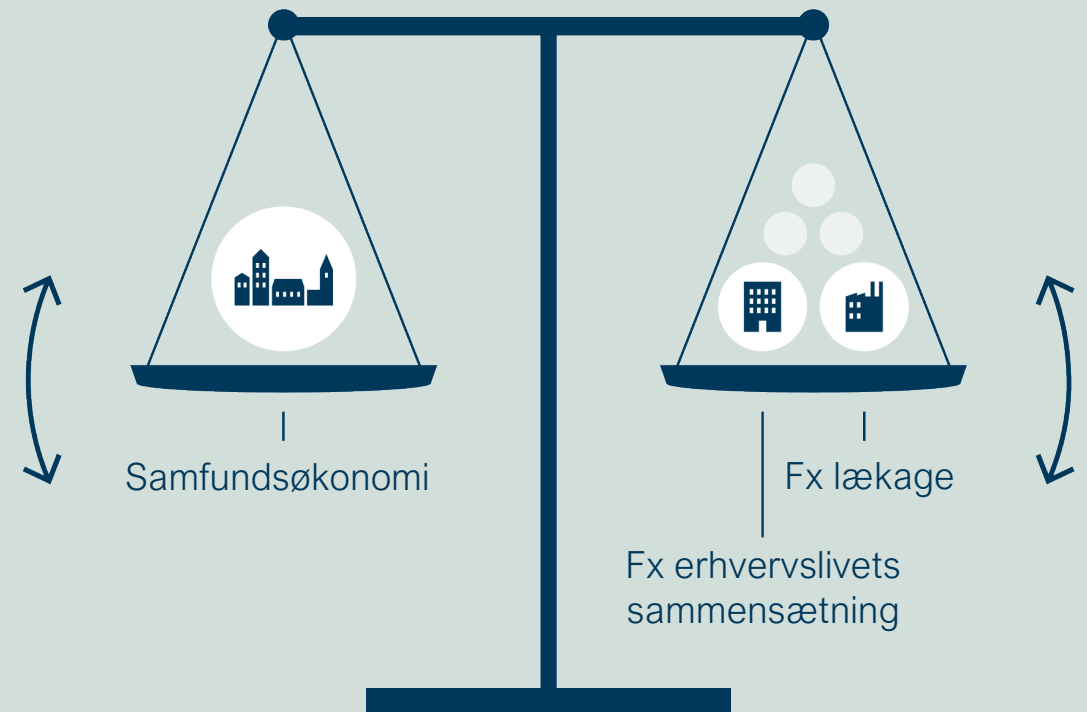 Samfundsøkonomi
Fx lækage
Fx erhvervslivets
sammensætning